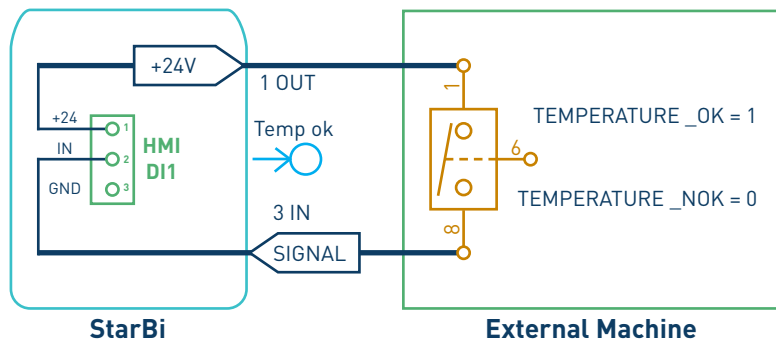 +24V
1 OUT
+24
1
IN
2
GND
3
HMI
DI1
Temp ok
3 IN
SIGNAL
1
6
8
TEMPERATURE _OK = 1
TEMPERATURE _NOK = 0
StarBi
External Machine